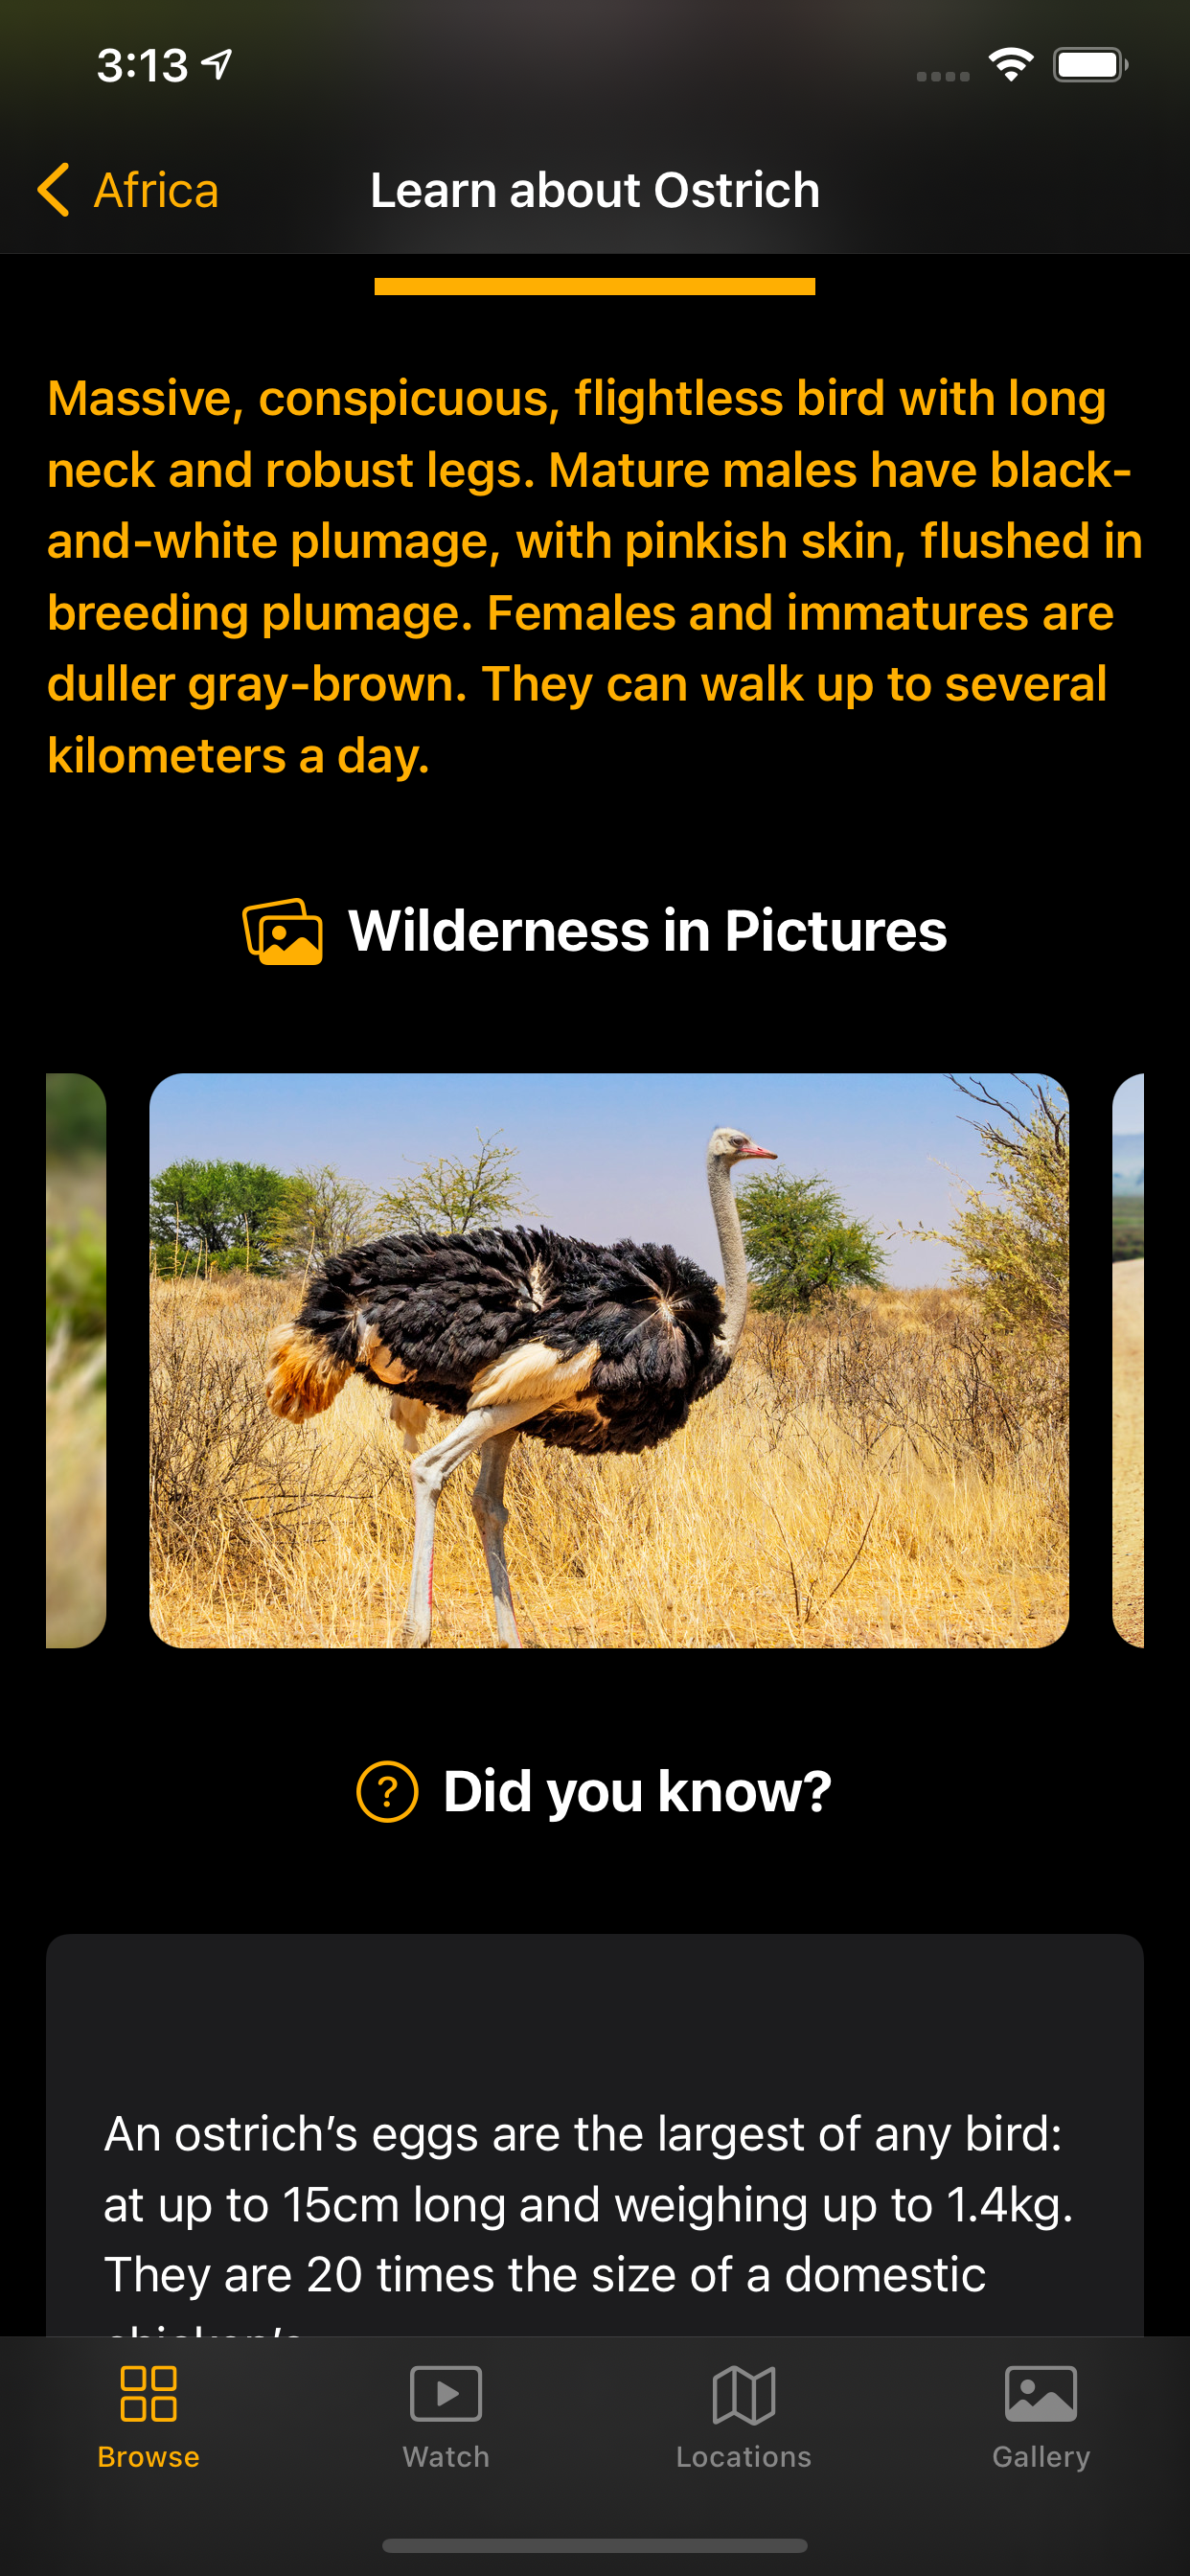 3:13
Africa
Learn about Ostrich
Massive, conspicuous, flightless bird with long
neck and robust legs. Mature males have black-
and-white plumage, with pinkish skin, flushed in
breeding plumage. Females and immatures are
duller gray-brown. They can walk up to several
kilometers a day.
Wilderness in Pictures
? Did you know?
An ostrich’s eggs are the largest of any bird:
at up to 15cm long and weighing up to 1.4kg.
They are 20 times the size of a domestic
chicken’s
Browse
Watch
Locations
Gallery